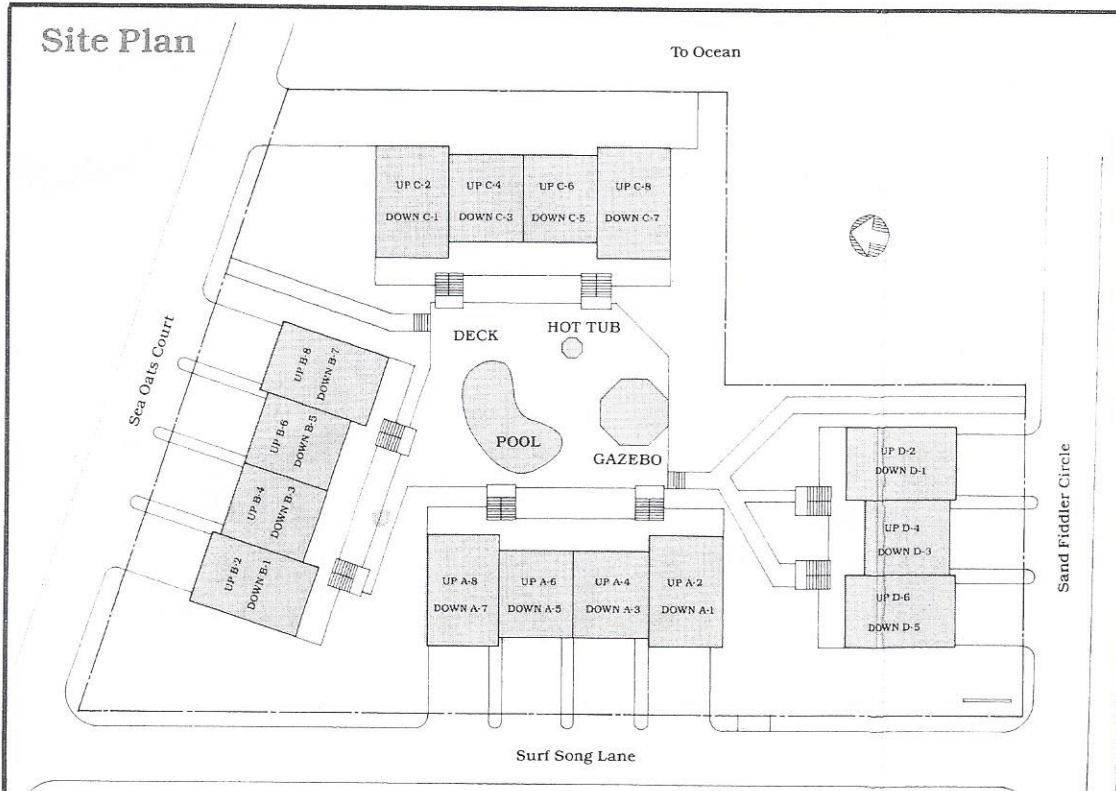 Site Plan
To Ocean
UP C-2
DOWN C-1
UP C-4
DOWN C-3
UP C-6
DOWN C-5
UP C-8
DOWN C-7
Sea Oats Court
UP B-8
DOWN B-7
UP B-6
DOWN B-5
UP B-4
DOWN B-3
UP B-2
DOWN B-1
DECK
HOT TUB
POOL
GAZEBO
UP A-8
DOWN A-7
UP A-6
DOWN A-5
UP A-4
DOWN A-3
UP A-2
DOWN A-1
UP D-2
DOWN D-1
UP D-4
DOWN D-3
UP D-6
DOWN D-5
Sand Fiddler Circle
Surf Song Lane